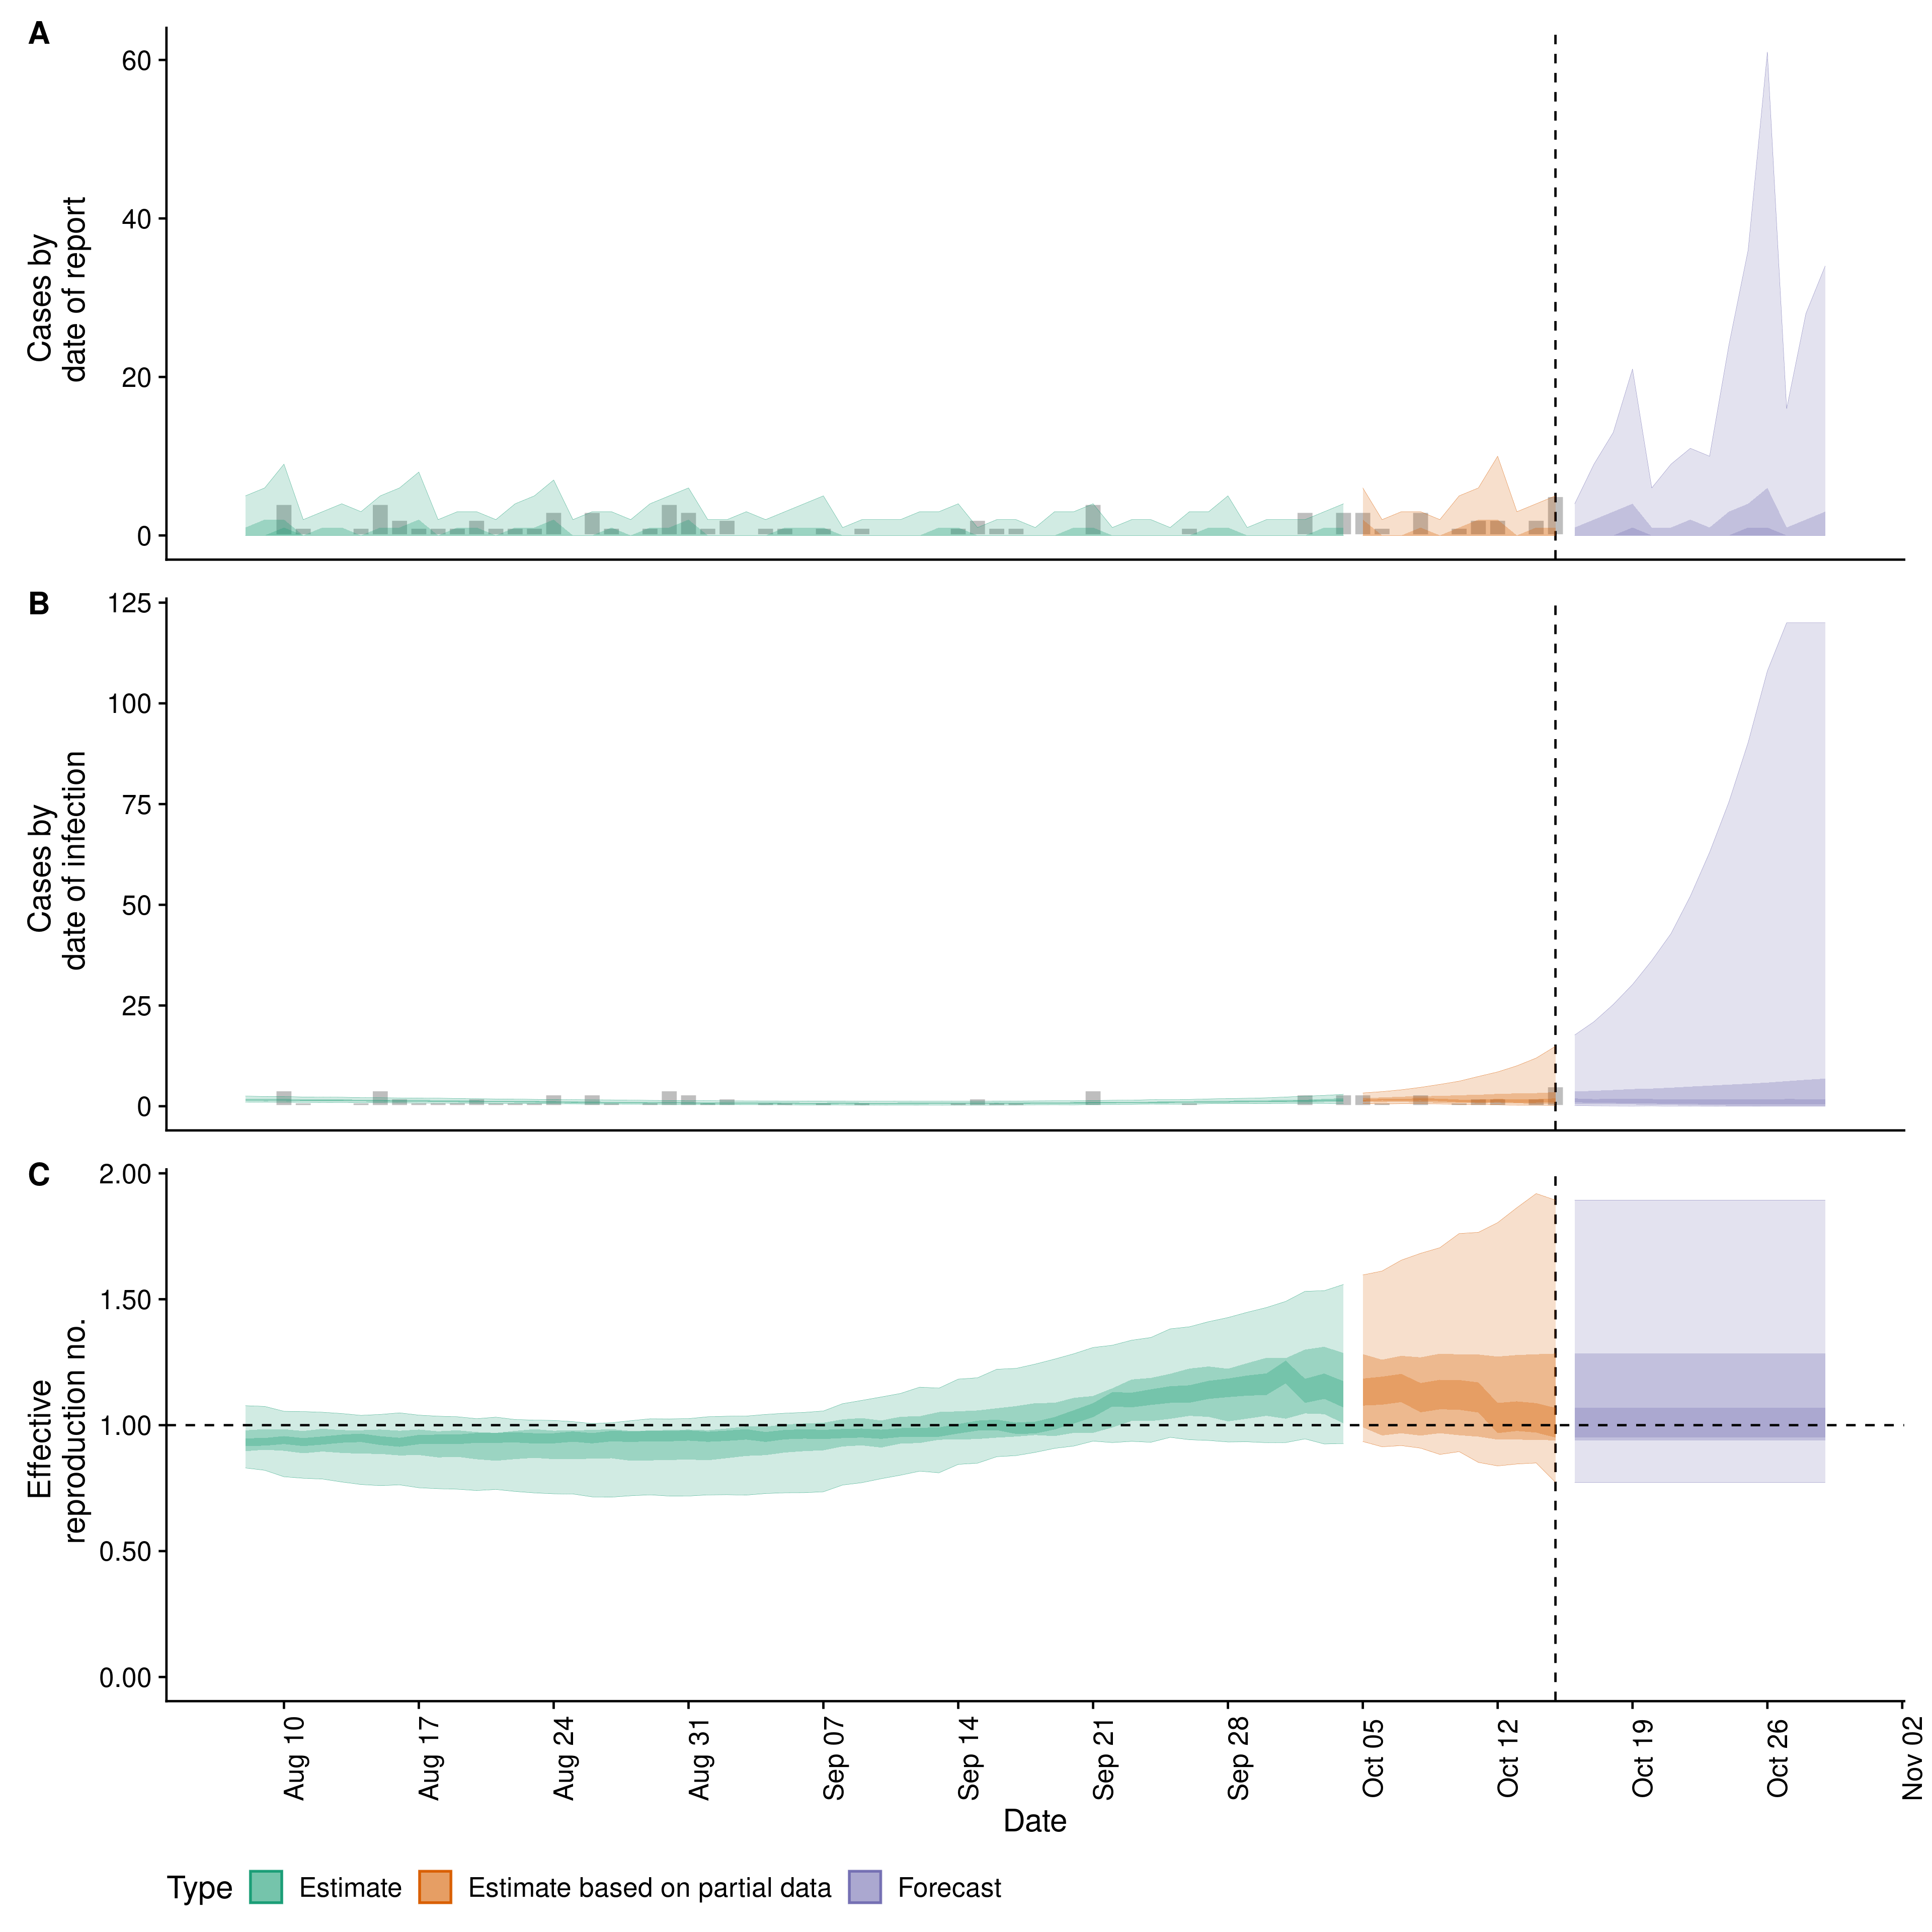 A
Cases by
date of report
60
40
20
0
B
Cases by
date of infection
125
100
75
50
25
0
C
Effective
reproduction no.
2.00
1.50
1.00
0.50
0.00
Aug 10
Aug 17
Aug 24
Aug 31
Sep 07
Sep 14
Sep 21
Sep 28
Oct 05
Oct 12
Oct 19
Oct 26
Nov 02
Date
Type Estimate Estimate based on partial data Forecast